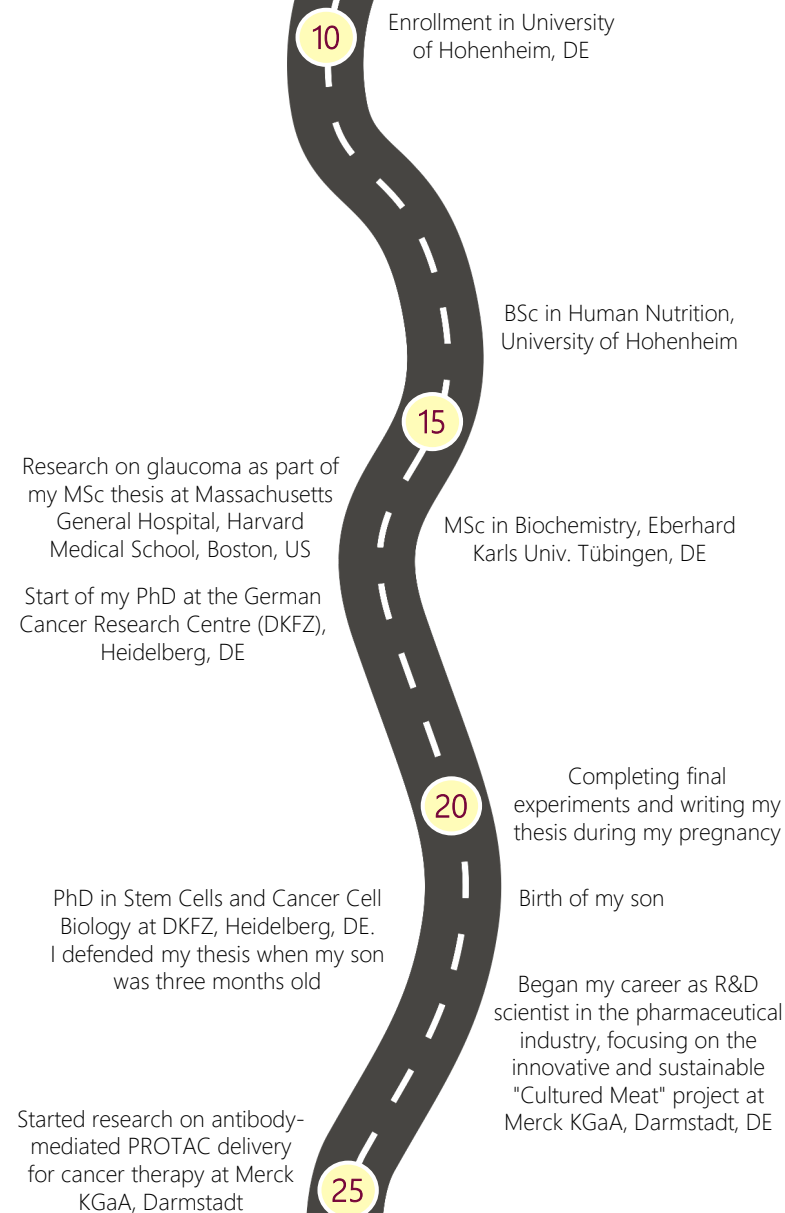 10
Enrollment in University
of Hohenheim, DE
BSc in Human Nutrition,
University of Hohenheim
15
Research on glaucoma as part of
my MSc thesis at Massachusetts
General Hospital, Harvard
Medical School, Boston, US
MSc in Biochemistry, Eberhard
Karls Univ. Tübingen, DE
Start of my PhD at the German
Cancer Research Centre (DKFZ),
Heidelberg, DE
20
Completing final
experiments and writing my
thesis during my pregnancy
PhD in Stem Cells and Cancer Cell
Biology at DKFZ, Heidelberg, DE.
I defended my thesis when my son
was three months old
Birth of my son
Began my career as R&D
scientist in the pharmaceutical
industry, focusing on the
innovative and sustainable
"Cultured Meat" project at
Merck KGaA, Darmstadt, DE
Started research on antibody-
mediated PROTAC delivery
for cancer therapy at Merck
KGaA, Darmstadt
25